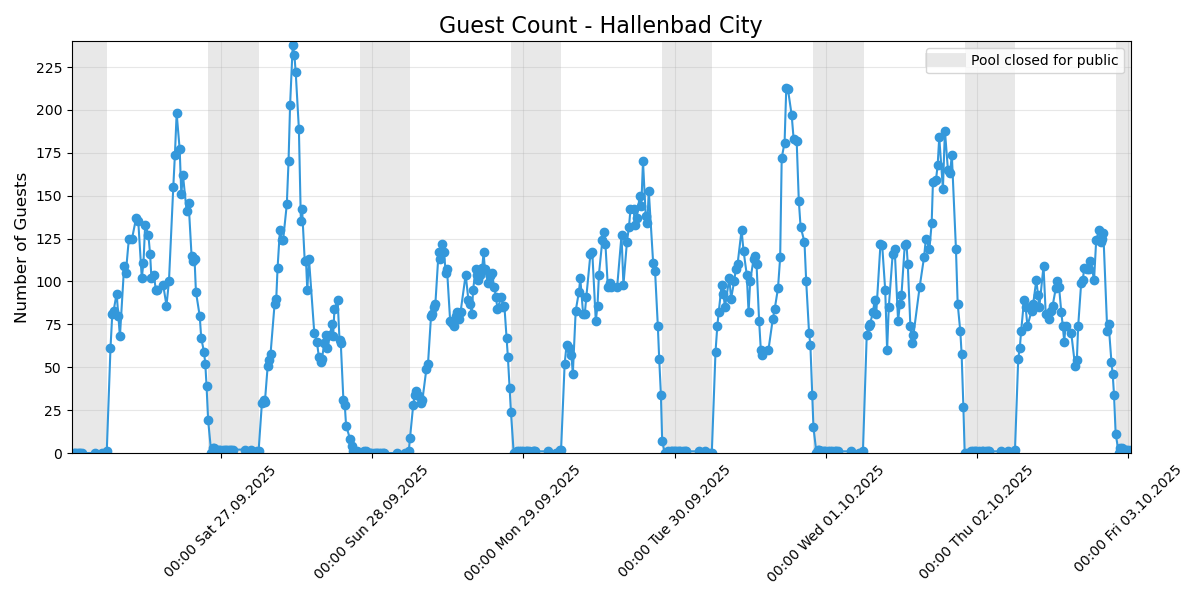 Guest Count - Hallenbad City
Pool closed for public
Number of Guests
225
200
175
150
125
100
75
50
25
0
00:00 Sat 27.09.2025
00:00 Sun 28.09.2025
00:00 Mon 29.09.2025
00:00 Tue 30.09.2025
00:00 Wed 01.10.2025
00:00 Thu 02.10.2025
00:00 Fri 03.10.2025